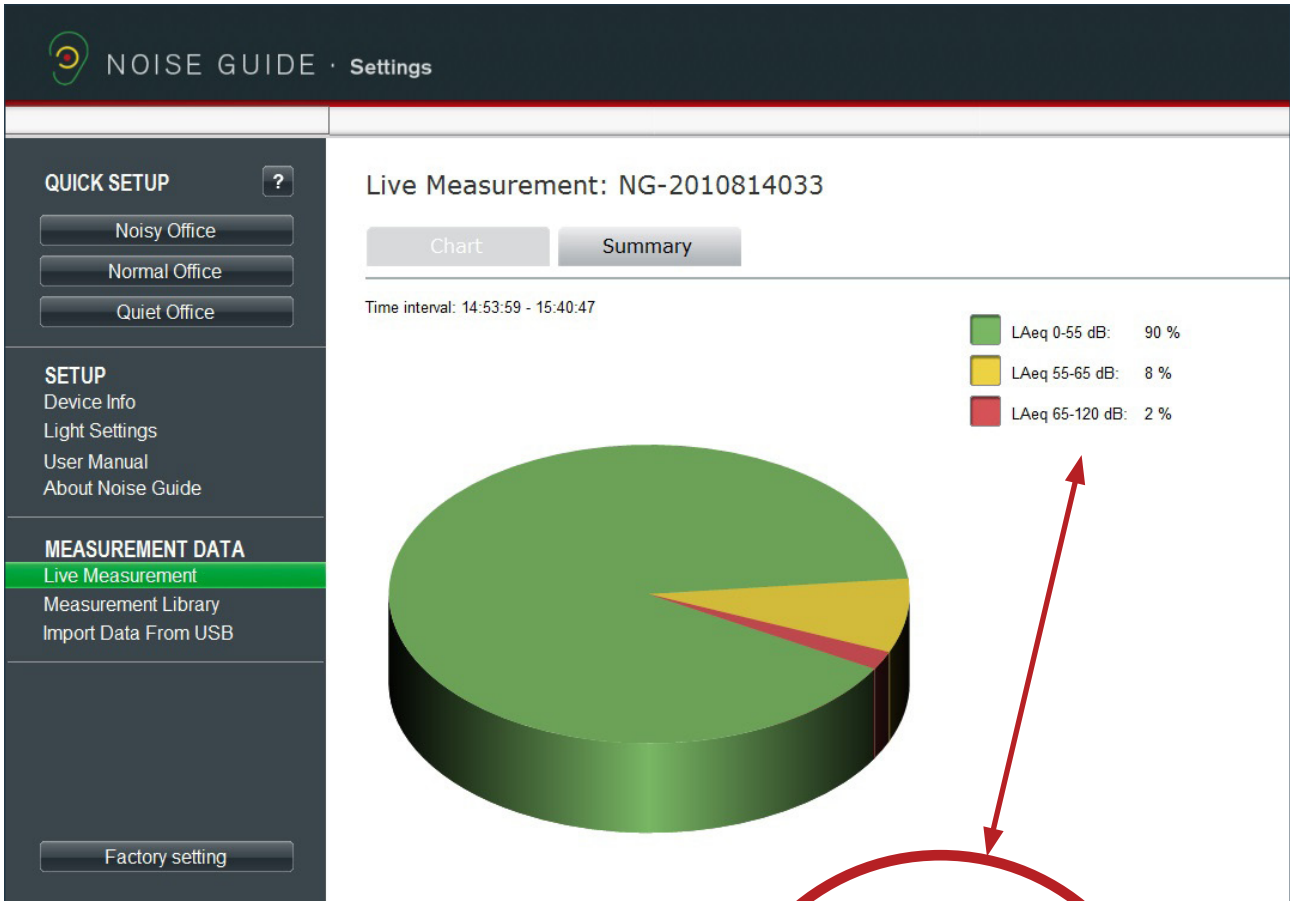 NOISE GUIDE · Settings
QUICK SETUP ?
Noisy Office
Normal Office
Quiet Office
SETUP
Device Info
Light Settings
User Manual
About Noise Guide
MEASUREMENT DATA
Live Measurement
Measurement Library
Import Data From USB
Factory setting
Live Measurement: NG-2010814033
Chart Summary
Time interval: 14:53:59 - 15:40:47
LAeq 0-55 dB: 90 %
LAeq 55-65 dB: 8 %
LAeq 65-120 dB: 2 %